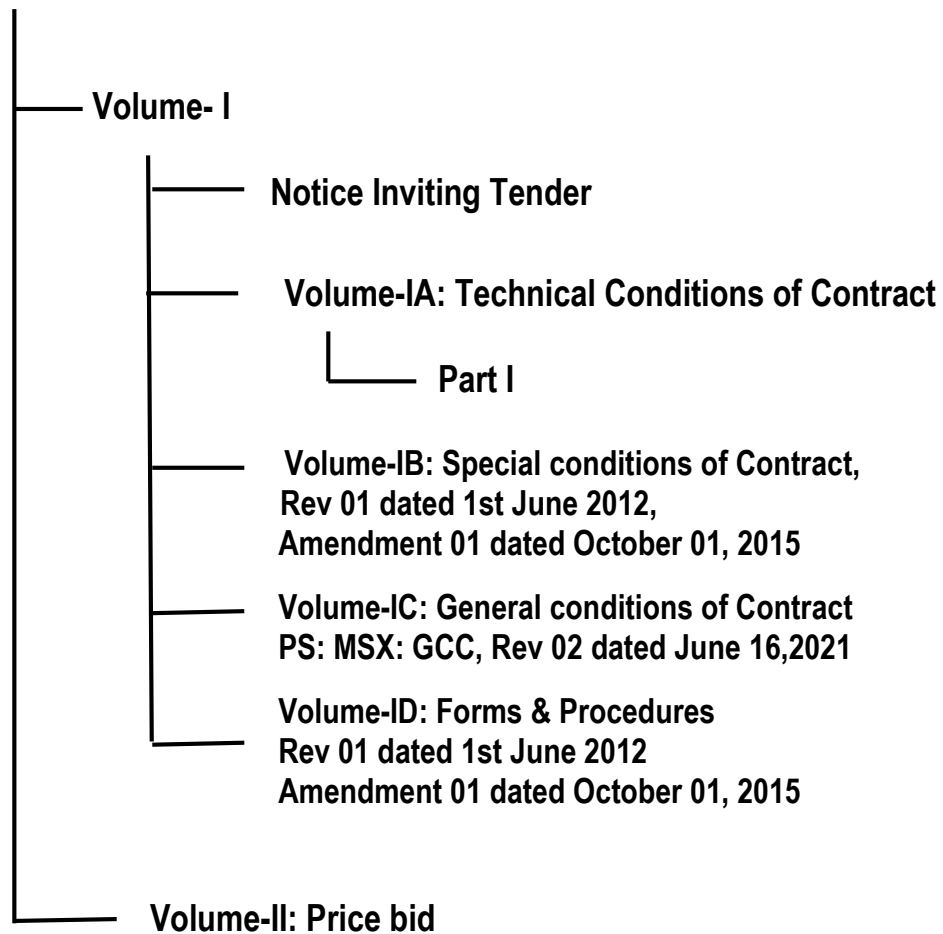 Volume- I
Notice Inviting Tender
Volume-IA: Technical Conditions of Contract
Part I
Volume-IB: Special conditions of Contract,
Rev 01 dated 1st June 2012,
Amendment 01 dated October 01, 2015
Volume-IC: General conditions of Contract
PS: MSX: GCC, Rev 02 dated June 16,2021
Volume-ID: Forms & Procedures
Rev 01 dated 1st June 2012
Amendment 01 dated October 01, 2015
Volume-II: Price bid